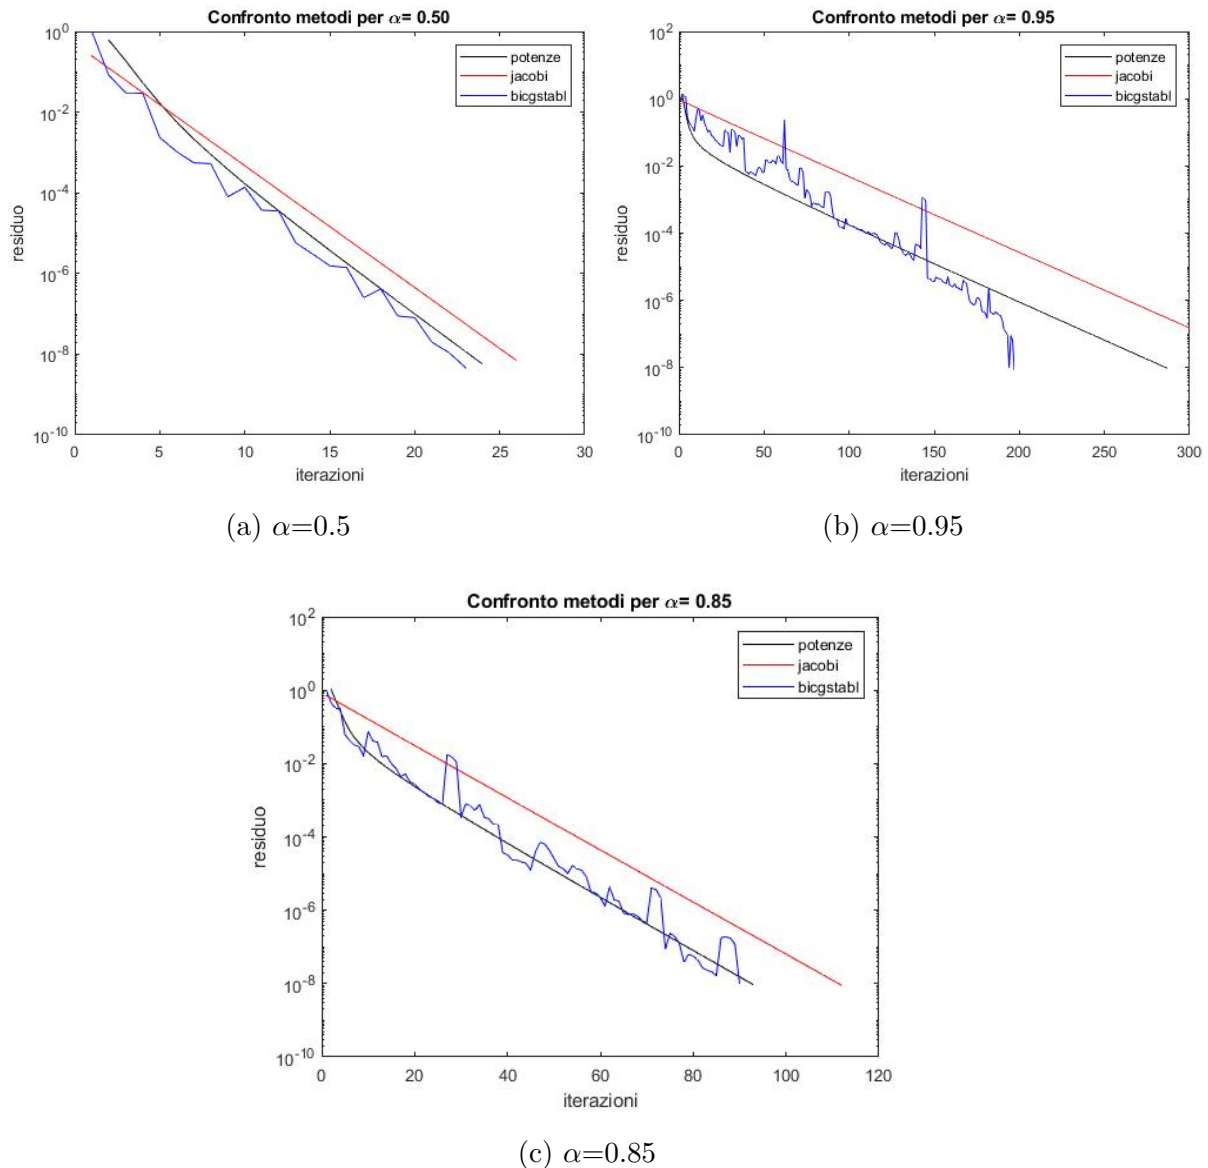 Confronto metodi per α= 0.50
10^0
10^-2
10^-4
10^-6
10^-8
10^-10
residuo
potenze
jacobi
bicgstabl
0 5 10 15 20 25 30
iterazioni
(a) α=0.5
Confronto metodi per α= 0.95
10^2
10^0
10^-2
10^-4
10^-6
10^-8
10^-10
residuo
potenze
jacobi
bicgstabl
0 50 100 150 200 250 300
iterazioni
(b) α=0.95
Confronto metodi per α= 0.85
10^2
10^0
10^-2
10^-4
10^-6
10^-8
10^-10
residuo
potenze
jacobi
bicgstabl
0 20 40 60 80 100 120
iterazioni
(c) α=0.85